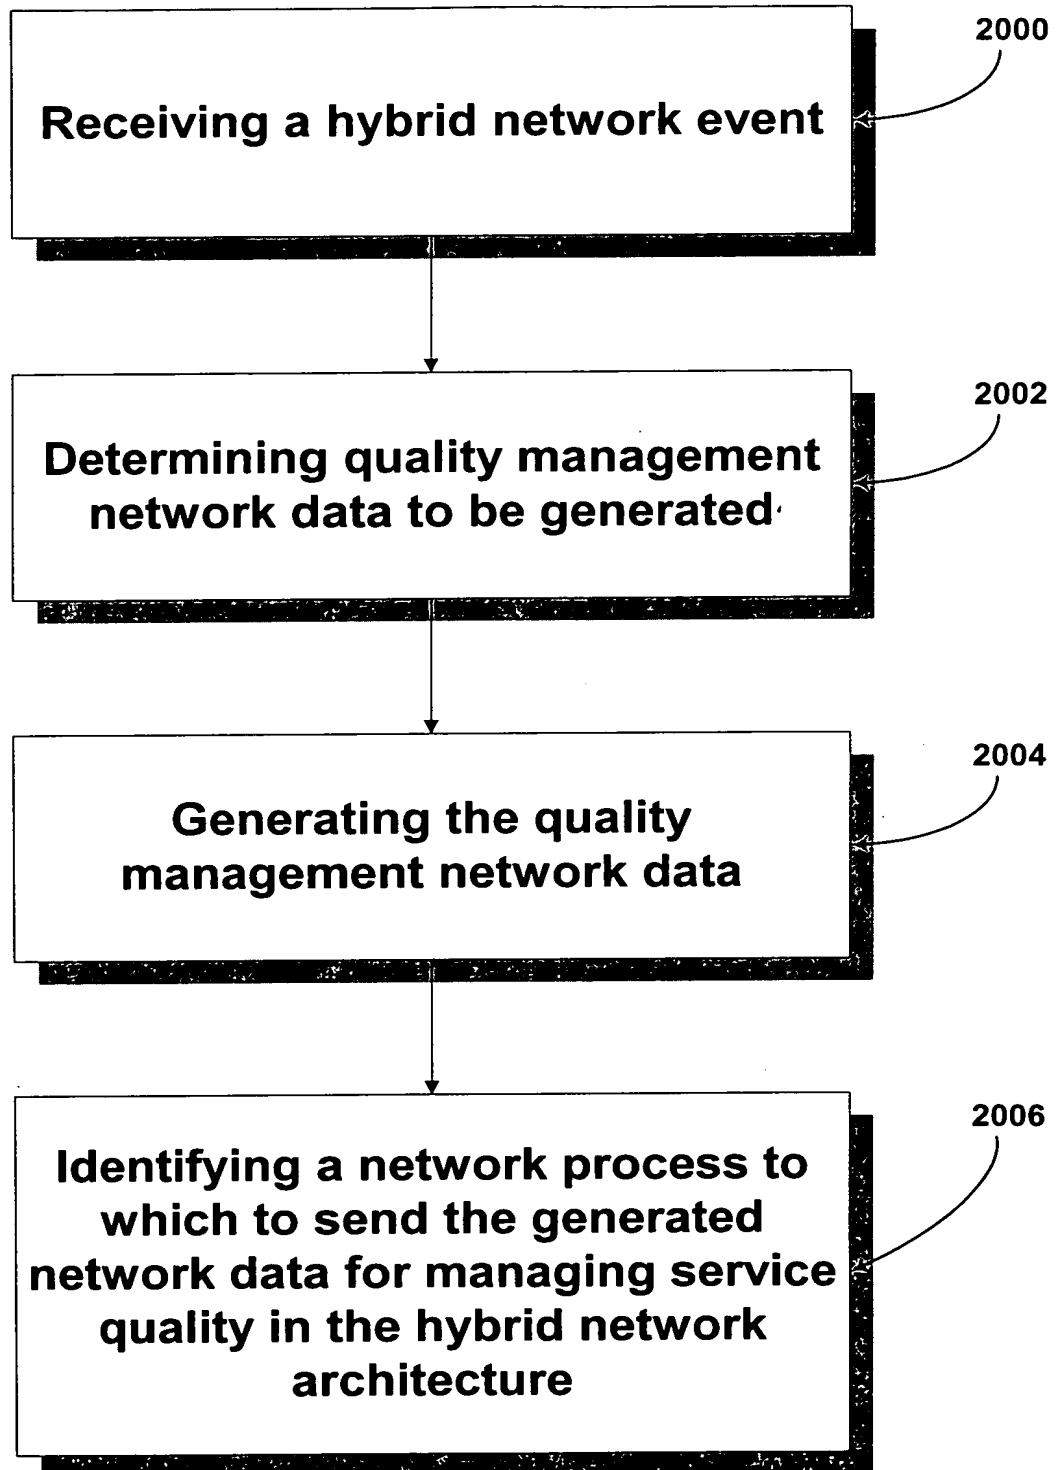 2000
Receiving a hybrid network event
2002
Determining quality management
network data to be generated
2004
Generating the quality
management network data
2006
Identifying a network process to
which to send the generated
network data for managing service
quality in the hybrid network
architecture